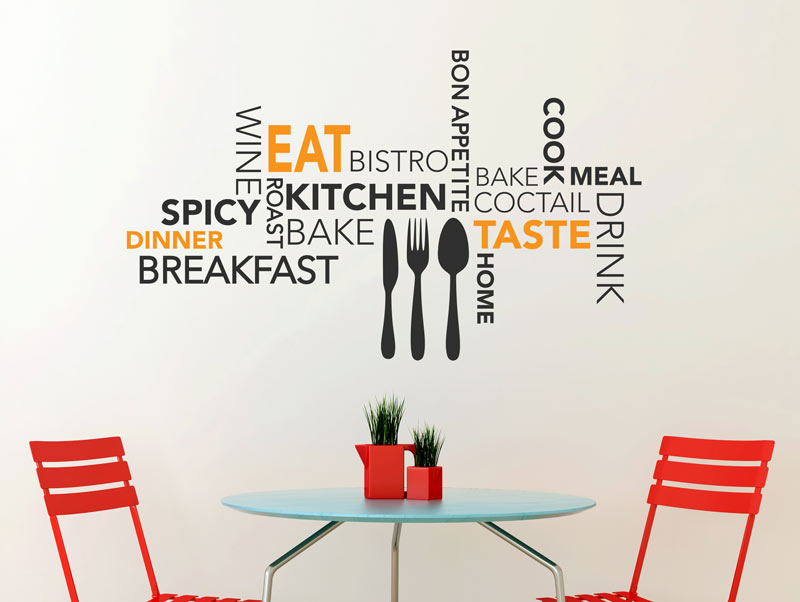 BON APPETITE
COOK
WINE
EAT
BISTRO
BAKE
MEAL
ROAST
KITCHEN
COCTAIL
DRINK
SPICY
BAKE
TASTE
DINNER
BREAKFAST
HOME